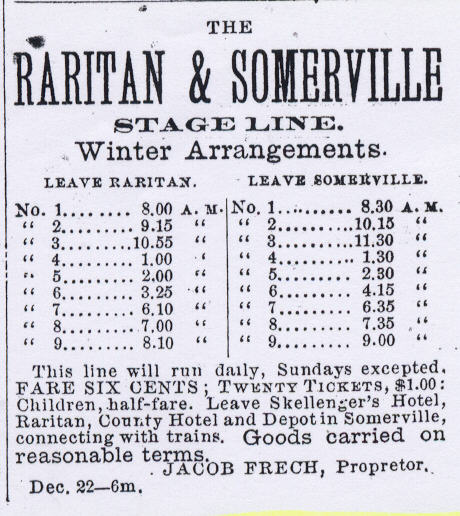 THE
RARITAN & SOMERVILLE
STAGE LINE.
Winter Arrangements.
LEAVE RARITAN.
No. 1......... 8.00 A. M.
“ 2......... 9.15 “
“ 3.........10.55 “
“ 4......... 1.00 ‘
“ 5......... 2.00 “
“ 6......... 3.25 “
“ 7......... 6.10 “
“ 8......... 7.00 “
“ 9......... 8.10 “
LEAVE SOMERVILLE.
No. 1........... 8.30 A. M.
“ 2..........10.15 “
“ 3..........11.30 “
“ 4.......... 1.30 “
“ 5.......... 2.30 “
“ 6.......... 4.15 “
“ 7.......... 6.35 “
“ 8.......... 7.35 “
“ 9.......... 9.00 “
This line will run daily, Sundays excepted.
FARE SIX CENTS; TWENTY TICKETS, $1.00:
Children, half-fare. Leave Skellenger's Hotel,
Raritan, County Hotel and Depot in Somerville,
connecting with trains. Goods carried on
reasonable terms.
JACOB FRECH, Propretor.
Dec. 22—6m.